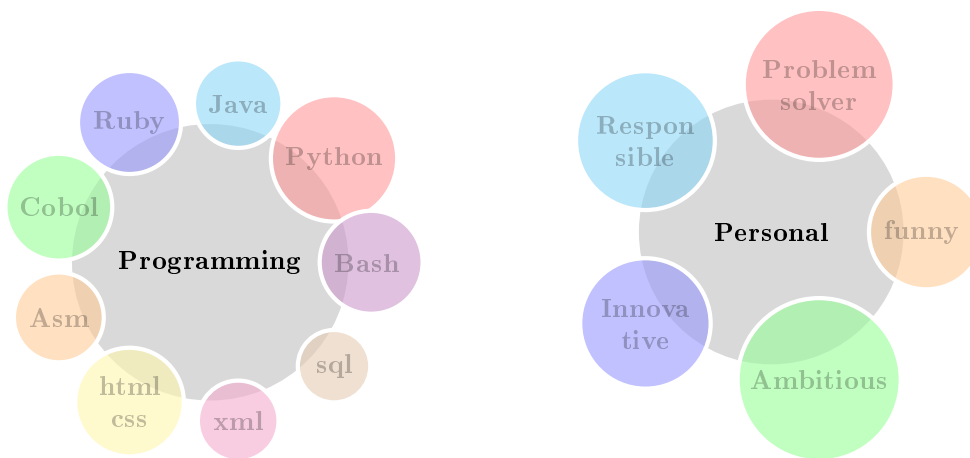 Programming
Python
Java
Ruby
Cobol
Asm
html
css
xml
sql
Bash
Personal
funny
Problem
solver
Respon
sible
Innova
tive
Ambitious